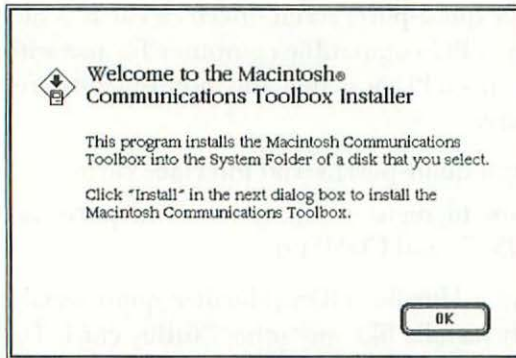 Welcome to the Macintosh®
Communications Toolbox Installer
This program installs the Macintosh Communications
Toolbox into the System Folder of a disk that you select.
Click "Install" in the next dialog box to install the
Macintosh Communications Toolbox.
OK